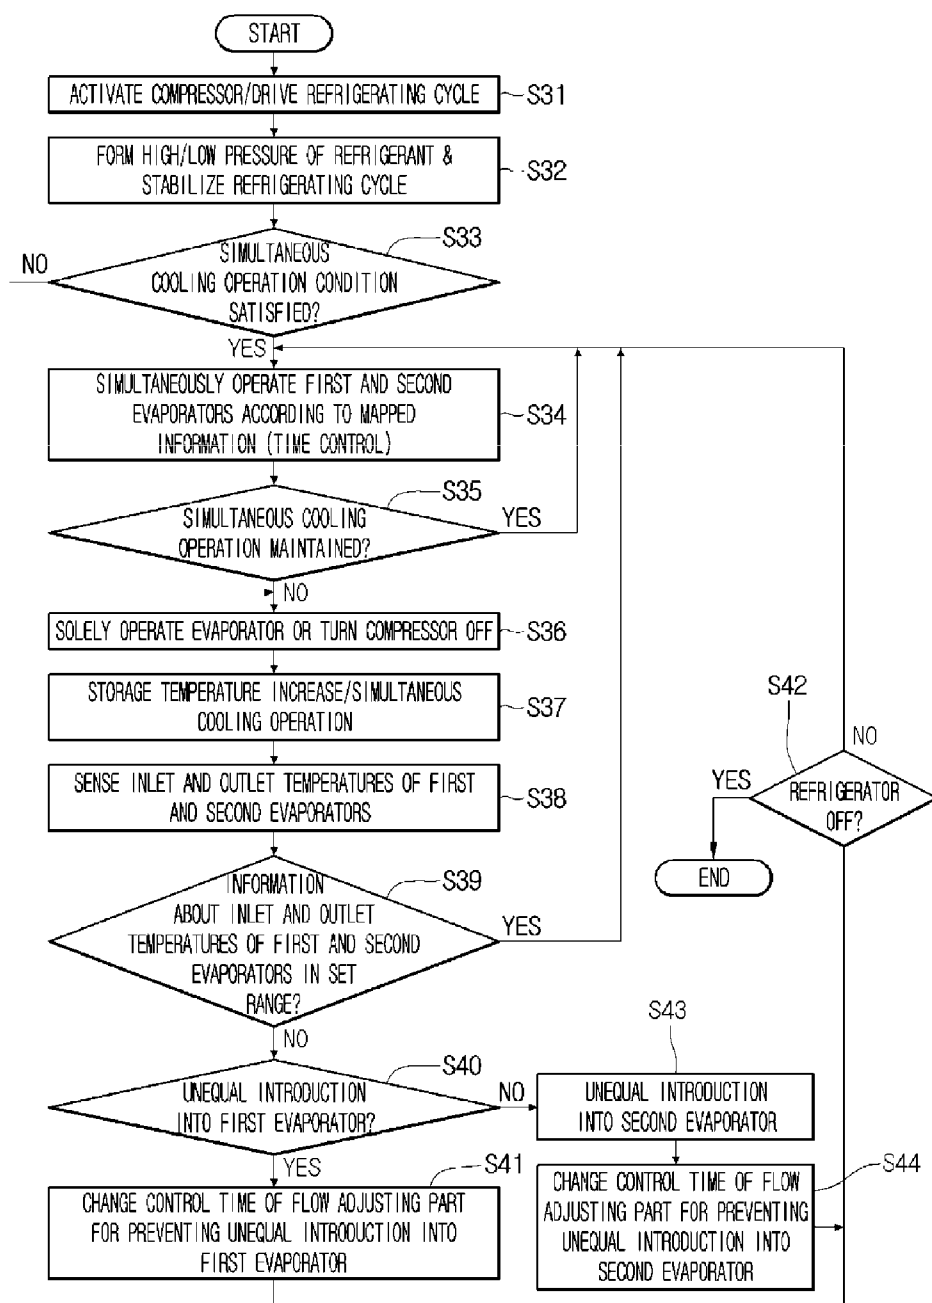 START
ACTIVATE COMPRESSOR/DRIVE REFRIGERATING CYCLE
S31
FORM HIGH/LOW PRESSURE OF REFRIGERANT &
STABILIZE REFRIGERATING CYCLE
S32
S33
NO
SIMULTANEOUS
COOLING OPERATION CONDITION
SATISFIED?
YES
SIMULTANEOUSLY OPERATE FIRST AND SECOND
EVAPORATORS ACCORDING TO MAPPED
INFORMATION (TIME CONTROL)
S34
S35
SIMULTANEOUS COOLING
OPERATION MAINTAINED?
YES
NO
SOLELY OPERATE EVAPORATOR OR TURN COMPRESSOR OFF
S36
STORAGE TEMPERATURE INCREASE/SIMULTANEOUS
COOLING OPERATION
S37
SENSE INLET AND OUTLET TEMPERATURES OF FIRST
AND SECOND EVAPORATORS
S38
S42
NO
YES
REFRIGERATOR
OFF?
END
S39
INFORMATION
ABOUT INLET AND OUTLET
TEMPERATURES OF FIRST AND SECOND
EVAPORATORS IN SET
RANGE?
YES
NO
S40
UNEQUAL INTRODUCTION
INTO FIRST EVAPORATOR?
NO
YES
S43
UNEQUAL INTRODUCTION
INTO SECOND EVAPORATOR
S41
CHANGE CONTROL TIME OF FLOW ADJUSTING PART
FOR PREVENTING UNEQUAL INTRODUCTION INTO
FIRST EVAPORATOR
S44
CHANGE CONTROL TIME OF FLOW
ADJUSTING PART FOR PREVENTING
UNEQUAL INTRODUCTION INTO
SECOND EVAPORATOR